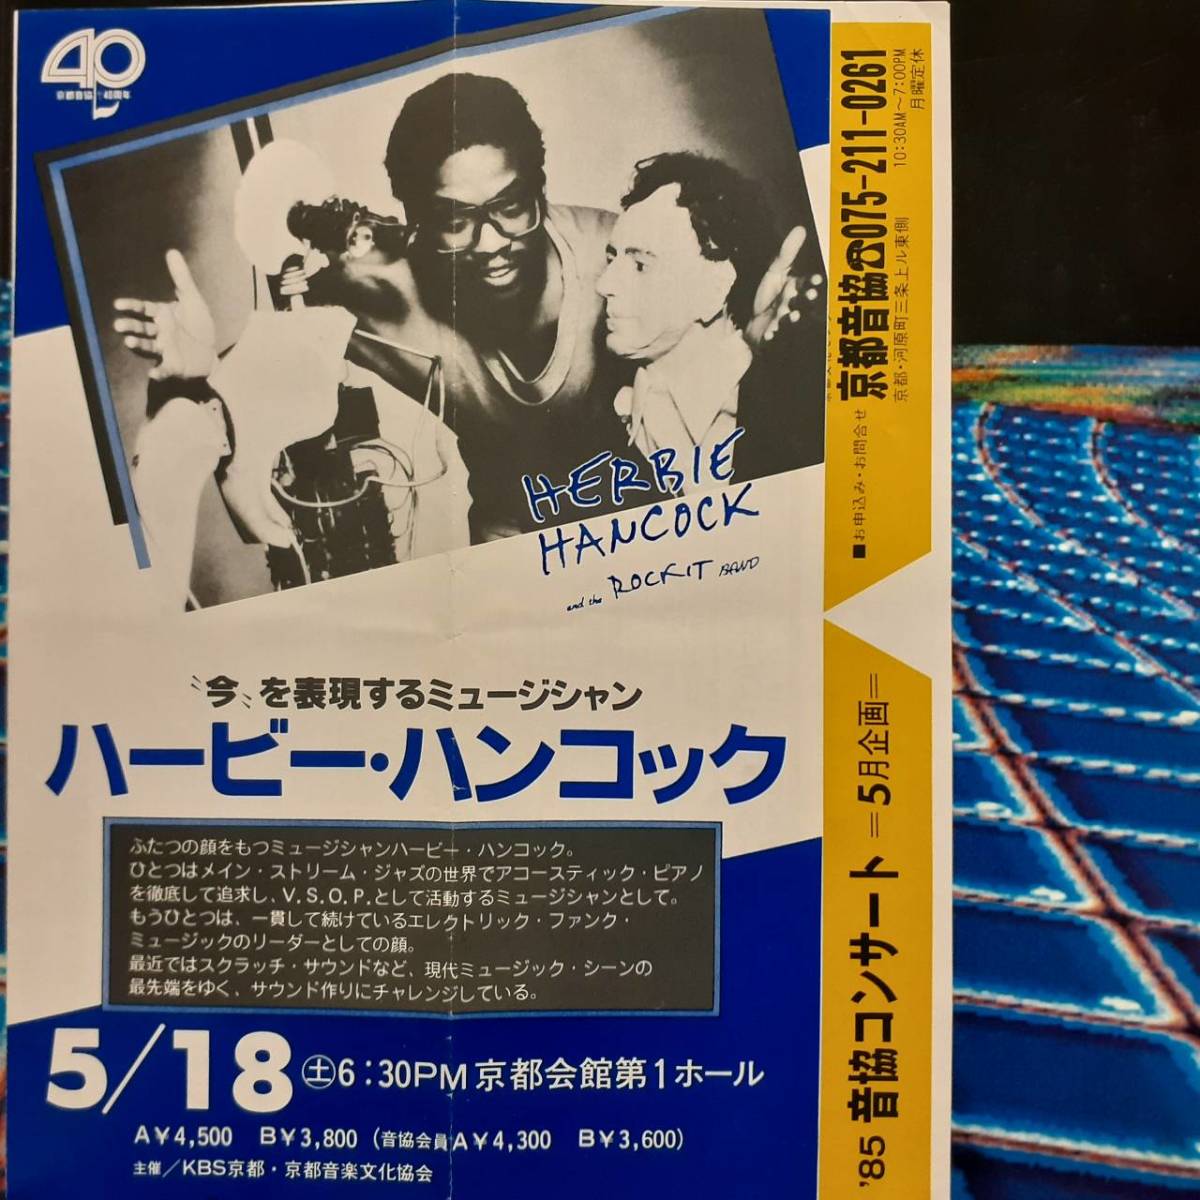 40
京都音協 40周年
HERBIE
HANCOCK
and the ROCKIT BAND
〝今〟を表現するミュージシャン
ハービー・ハンコック
ふたつの顔をもつミュージシャンハービー・ハンコック。
ひとつはメイン・ストリーム・ジャズの世界でアコースティック・ピアノ
を徹底して追求し、V.S.O.P.として活動するミュージシャンとして。
もうひとつは、一貫して続けているエレクトリック・ファンク・
ミュージックのリーダーとしての顔。
最近ではスクラッチ・サウンドなど、現代ミュージック・シーンの
最先端をゆく、サウンド作りにチャレンジしている。
5/18㊏6:30PM京都会館第1ホール
A¥4,500 B¥3,800(音協会員A¥4,300 B¥3,600)
主催/KBS京都・京都音楽文化協会
'85 音協コンサート =5月企画=
■お申込み・お問合せ
京都音協☎075-211-0261
京都・河原町三条上ル東側
10:30AM〜7:00PM
月曜定休